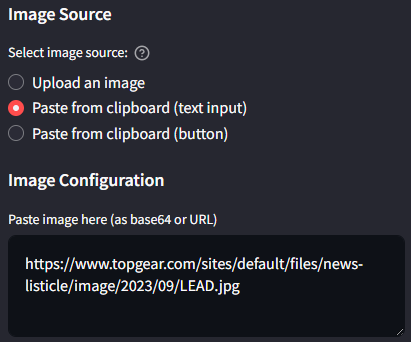 Image Source
Select image source:
Upload an image
Paste from clipboard (text input)
Paste from clipboard (button)
Image Configuration
Paste image here (as base64 or URL)
https://www.topgear.com/sites/default/files/news-
listicle/image/2023/09/LEAD.jpg